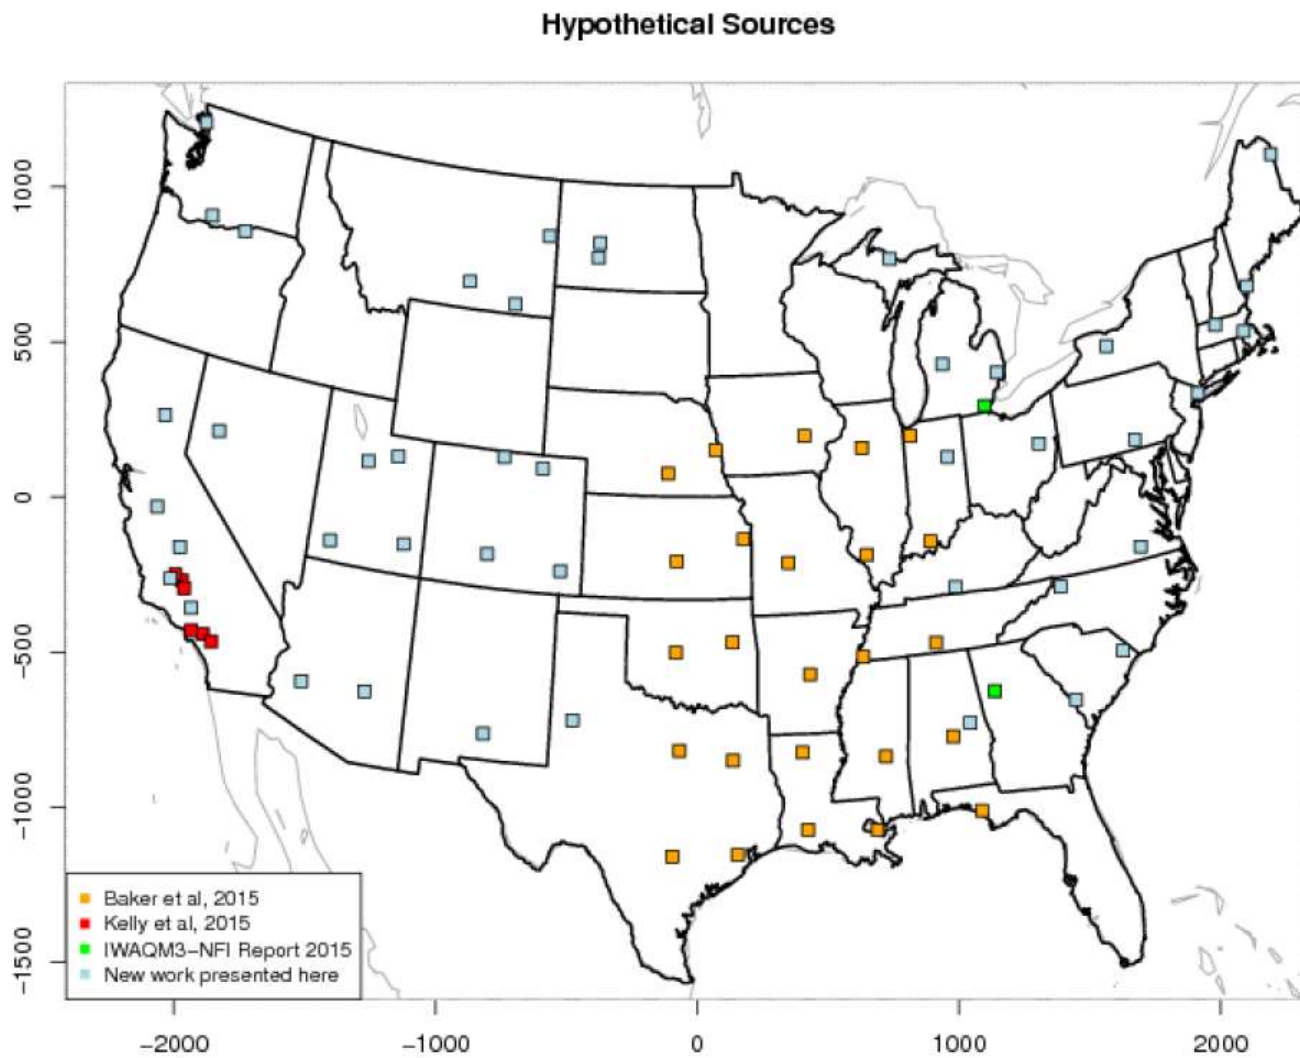 Hypothetical Sources
1000
500
0
−500
−1000
−1500
Baker et al, 2015
Kelly et al, 2015
IWAQM3−NFI Report 2015
New work presented here
−2000
−1000
0
1000
2000